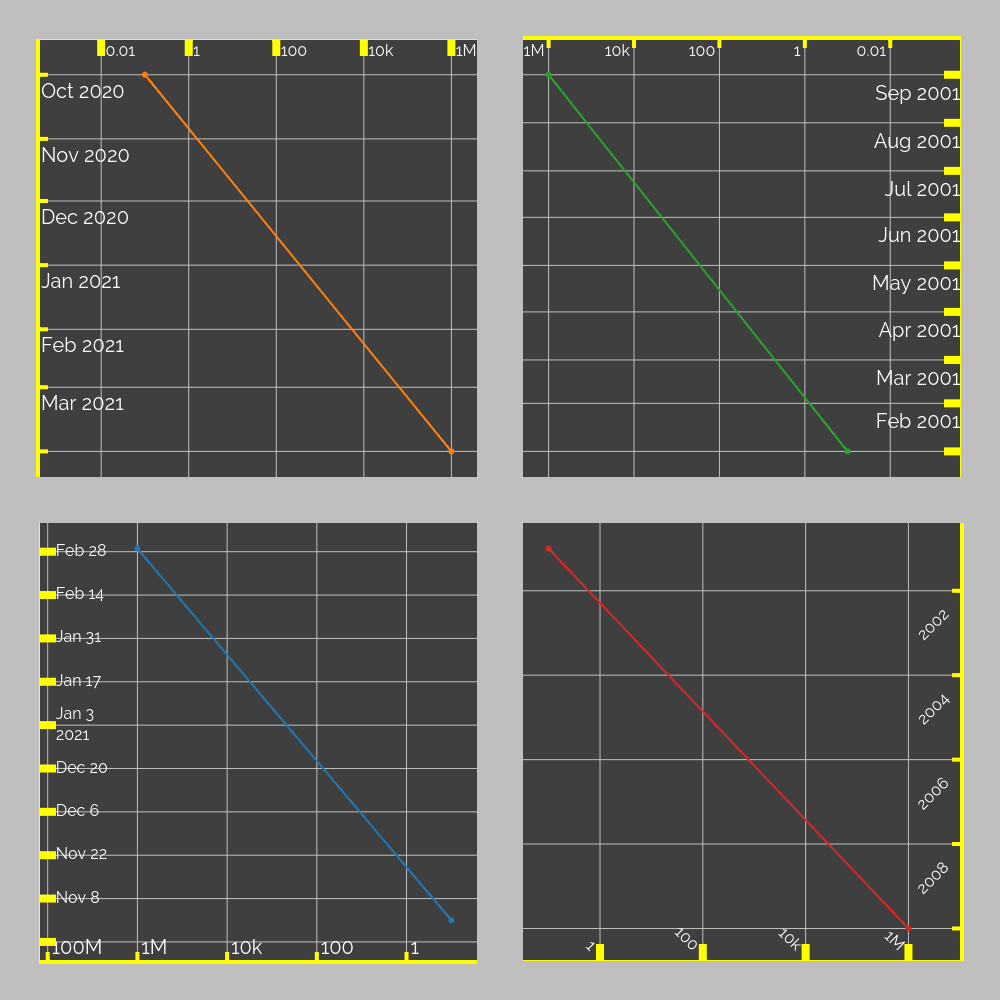 0.01 1 100 10k 1M
Oct 2020
Nov 2020
Dec 2020
Jan 2021
Feb 2021
Mar 2021
1M 10k 100 1 0.01
Sep 2001
Aug 2001
Jul 2001
Jun 2001
May 2001
Apr 2001
Mar 2001
Feb 2001
Feb 28
Feb 14
Jan 31
Jan 17
Jan 3
2021
Dec 20
Dec 6
Nov 22
Nov 8
100M 1M 10k 100 1
2002
2004
2006
2008
1 100 10k 1M